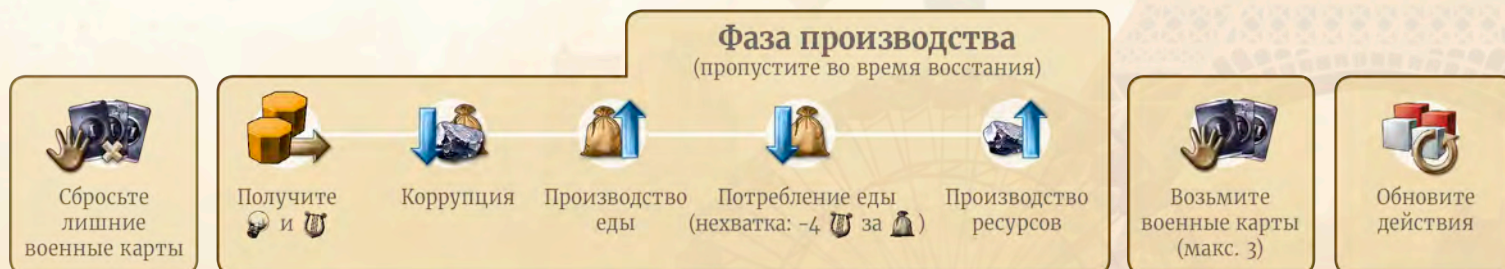 Фаза производства
(пропустите во время восстания)
Сбросьте
лишние
военные карты
Получите
и
Коррупция
Производство
еды
Потребление еды
(нехватка: -4 за )
Производство
ресурсов
Возьмите
военные карты
(макс. 3)
Обновите
действия